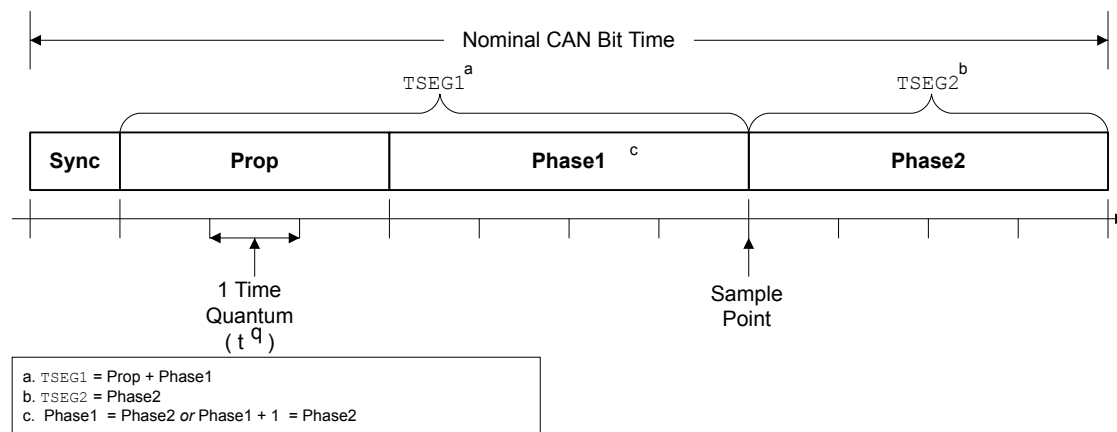 Nominal CAN Bit Time
TSEG1a
TSEG2b
Sync
Prop
Phase1 c
Phase2
1 Time
Quantum
( t q)
Sample
Point
a. TSEG1 = Prop + Phase1
b. TSEG2 = Phase2
c. Phase1 = Phase2 or Phase1 + 1 = Phase2